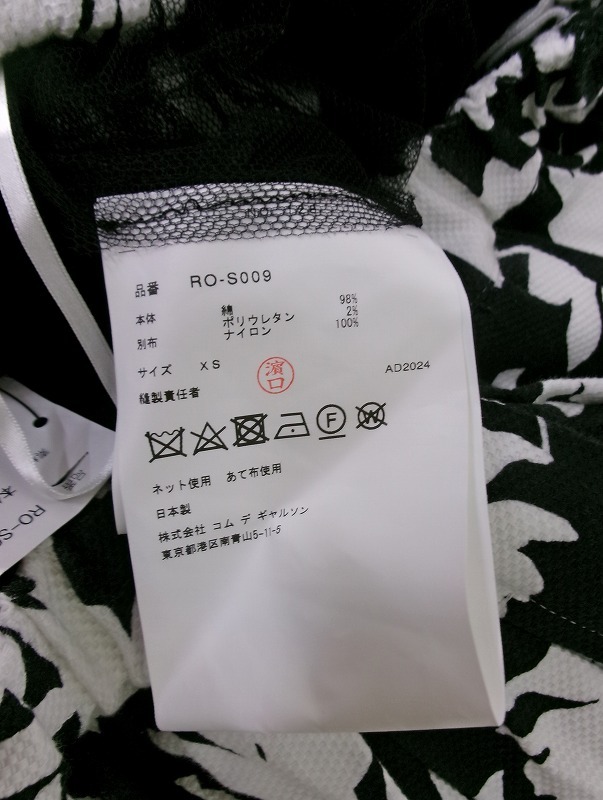 品番 RO-S009
本体 綿 98%
ポリウレタン 2%
別布 ナイロン 100%
サイズ XS
縫製責任者 濱口 AD2024
F
W
ネット使用 あて布使用
日本製
株式会社 コム デ ギャルソン
東京都港区南青山5-11-5
RO-S